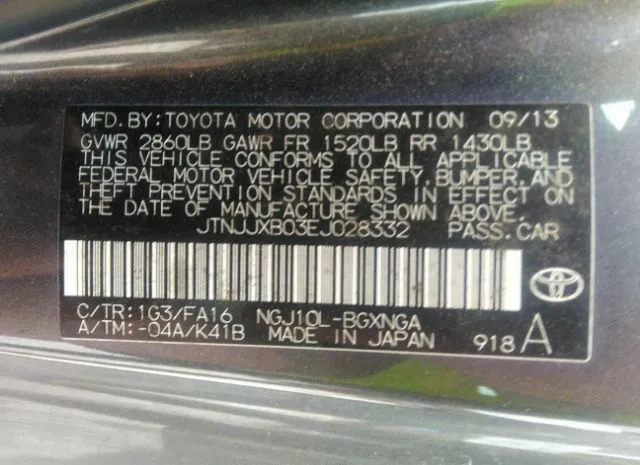 MFD.BY:TOYOTA MOTOR CORPORATION 09/13
GVWR 2860LB GAWR FR 1520LB RR 1430LB
THIS VEHICLE CONFORMS TO ALL APPLICABLE
FEDERAL MOTOR VEHICLE SAFETY,BUMPER,AND
THEFT PREVENTION STANDARDS IN EFFECT ON
THE DATE OF MANUFACTURE SHOWN ABOVE.
JTNJJXB03EJ028332 PASS.CAR
C/TR:1G3/FA16 NGJ10L-BGXNGA
A/TM:-04A/K41B MADE IN JAPAN 918 A